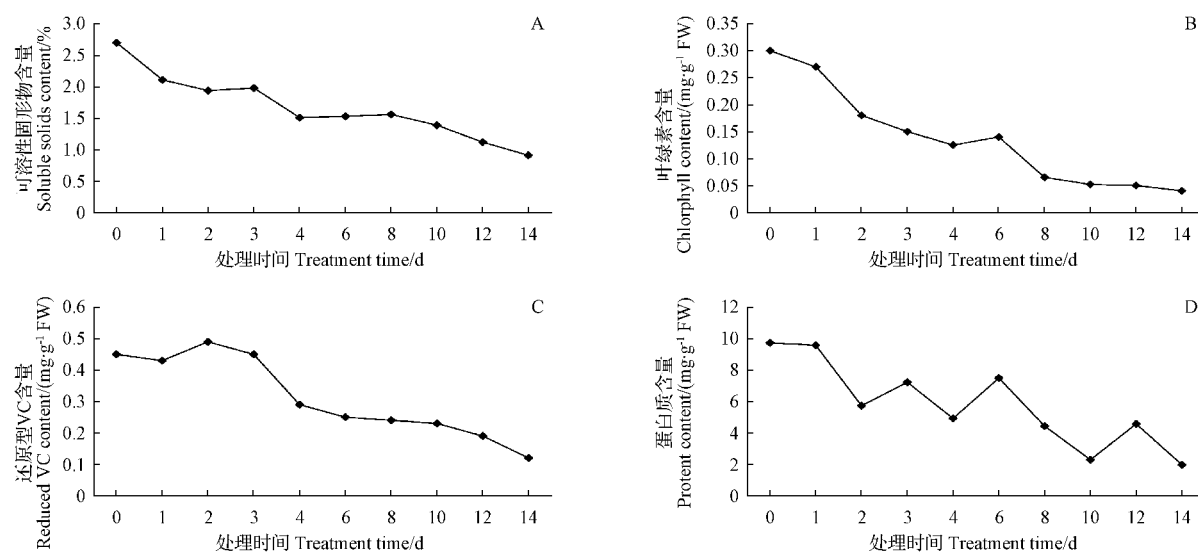 A
可溶性固形物含量
Soluble solids content/%
3.0
2.5
2.0
1.5
1.0
0.5
0
0 1 2 3 4 6 8 10 12 14
处理时间 Treatment time/d
B
叶绿素含量
Chlorphyll content/(mg·g⁻¹ FW)
0.35
0.30
0.25
0.20
0.15
0.10
0.05
0
0 1 2 3 4 6 8 10 12 14
处理时间 Treatment time/d
C
还原型VC含量
Reduced VC content/(mg·g⁻¹ FW)
0.6
0.5
0.4
0.3
0.2
0.1
0
0 1 2 3 4 6 8 10 12 14
处理时间 Treatment time/d
D
蛋白质含量
Protent content/(mg·g⁻¹ FW)
12
10
8
6
4
2
0
0 1 2 3 4 6 8 10 12 14
处理时间 Treatment time/d